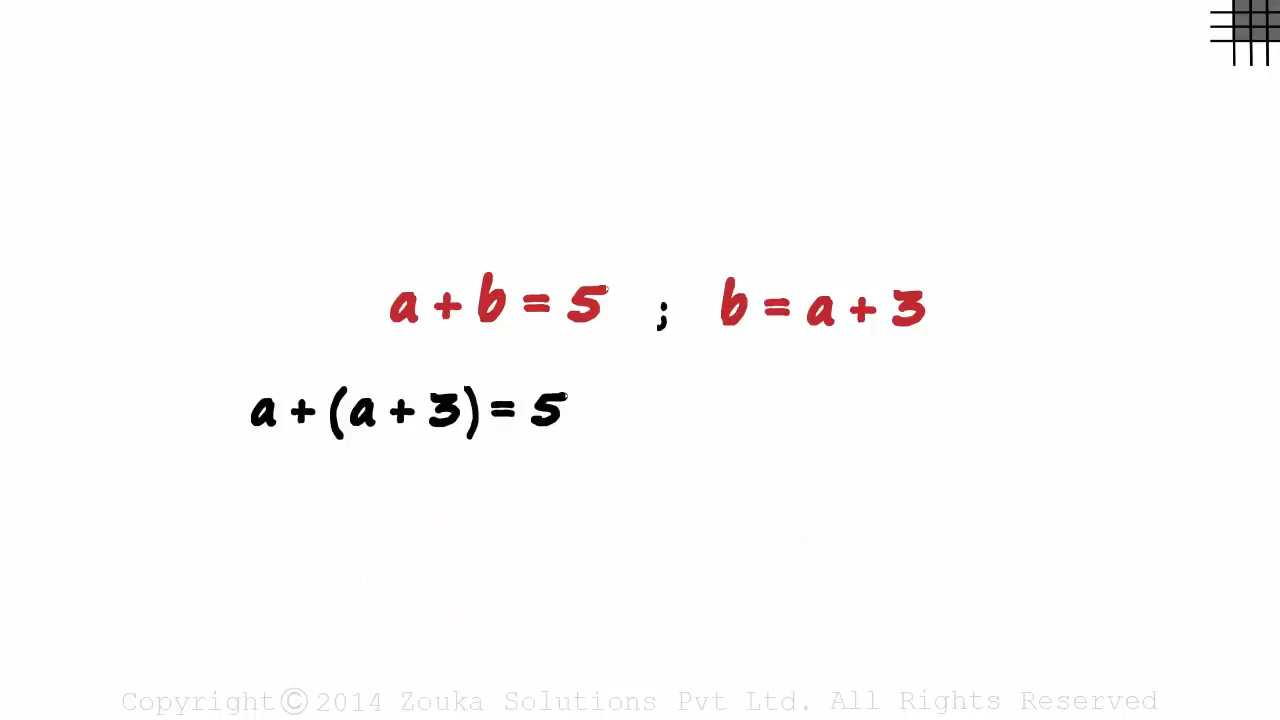 a + b = 5 ; b = a + 3
a + (a + 3) = 5
Copyright©2014 Zouka Solutions Pvt Ltd. All Rights Reserved